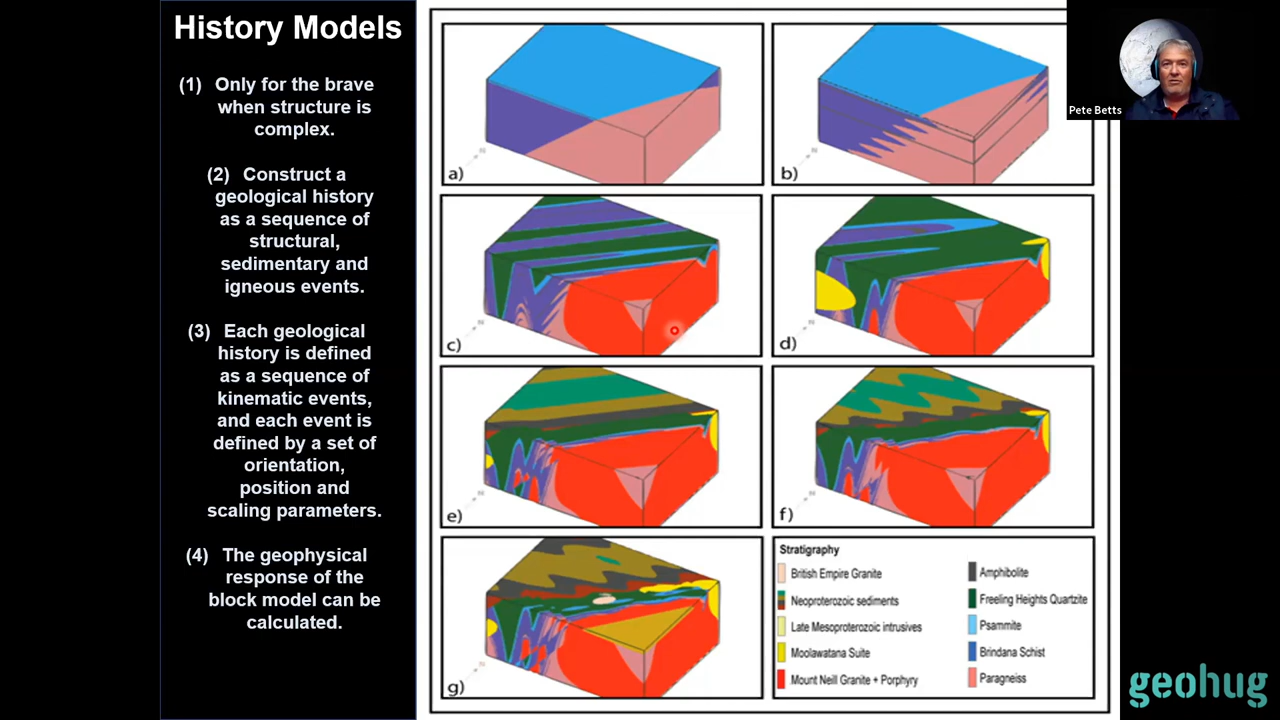 History Models
(1) Only for the brave
when structure is
complex.
(2) Construct a
geological history
as a sequence of
structural,
sedimentary and
igneous events.
(3) Each geological
history is defined
as a sequence of
kinematic events,
and each event is
defined by a set of
orientation,
position and
scaling parameters.
(4) The geophysical
response of the
block model can be
calculated.
a)
b)
c)
d)
e)
f)
g)
Stratigraphy
British Empire Granite
Neoproterozoic sediments
Late Mesoproterozoic intrusives
Moolawatana Suite
Mount Neill Granite + Porphyry
Amphibolite
Freeling Heights Quartzite
Psammite
Brindana Schist
Paragneiss
Pete Betts
geohug